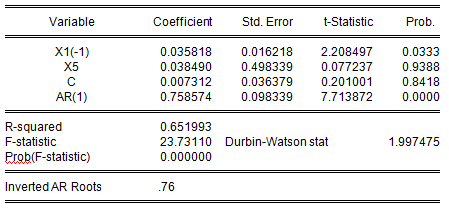 Variable Coefficient Std. Error t-Statistic Prob.
X1(-1) 0.035818 0.016218 2.208497 0.0333
X5 0.038490 0.498339 0.077237 0.9388
C 0.007312 0.036379 0.201001 0.8418
AR(1) 0.758574 0.098339 7.713872 0.0000
R-squared 0.651993
F-statistic 23.73110 Durbin-Watson stat 1.997475
Prob(F-statistic) 0.000000
Inverted AR Roots .76